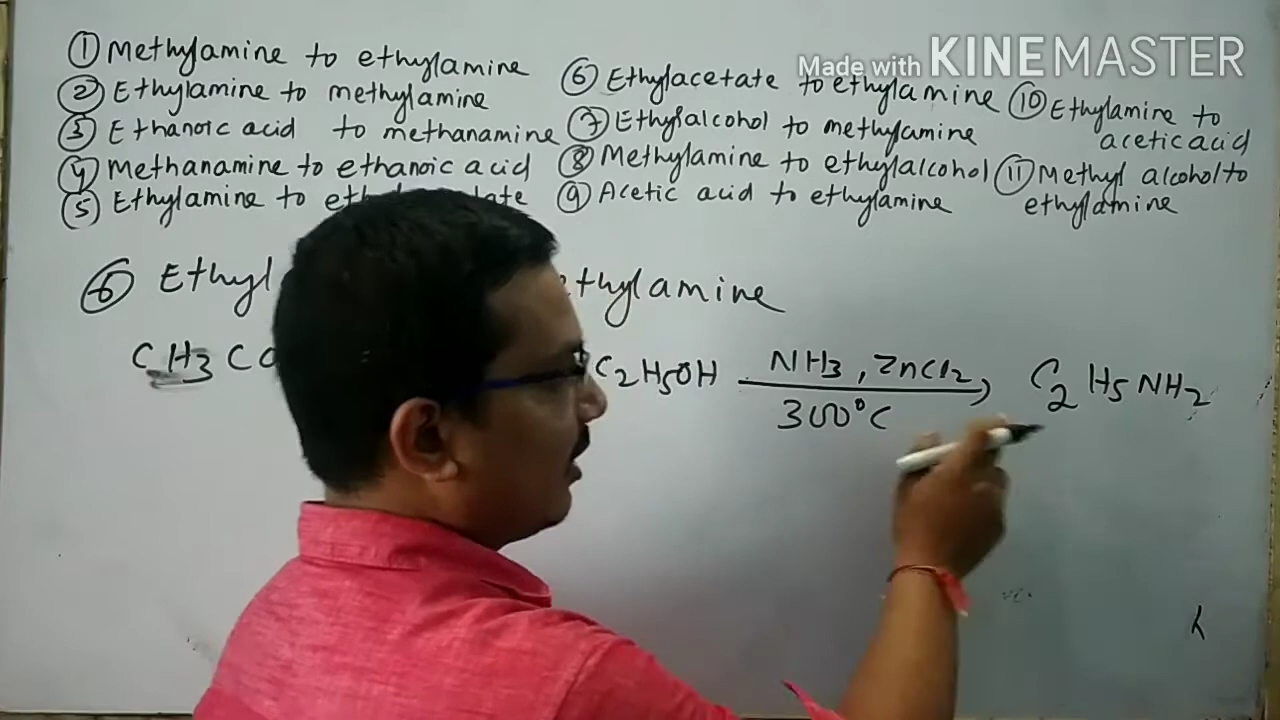 Made with KINEMASTER
① Methylamine to ethylamine
② Ethylamine to methylamine
③ Ethanoic acid to methanamine
④ Methanamine to ethanoic acid
⑤ Ethylamine to
⑥ Ethylacetate to ethylamine
⑦ Ethylalcohol to methylamine
⑧ Methylamine to ethylalcohol
⑨ Acetic acid to ethylamine
⑩ Ethylamine to
acetic acid
⑪ Methyl alcohol to
ethylamine
⑥ Ethyl ethylamine
CH3CO C2H5OH NH3, ZnCl2 C2H5NH2
300°C